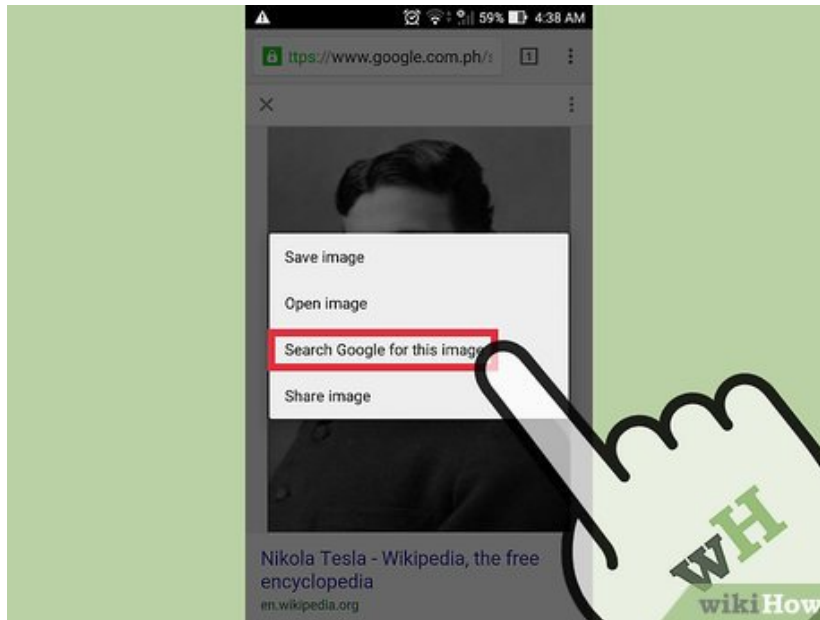 59% 4:38 AM
ttps://www.google.com.ph/s
1
Save image
Open image
Search Google for this image
Share image
Nikola Tesla - Wikipedia, the free
encyclopedia
en.wikipedia.org
wH
wikiHow